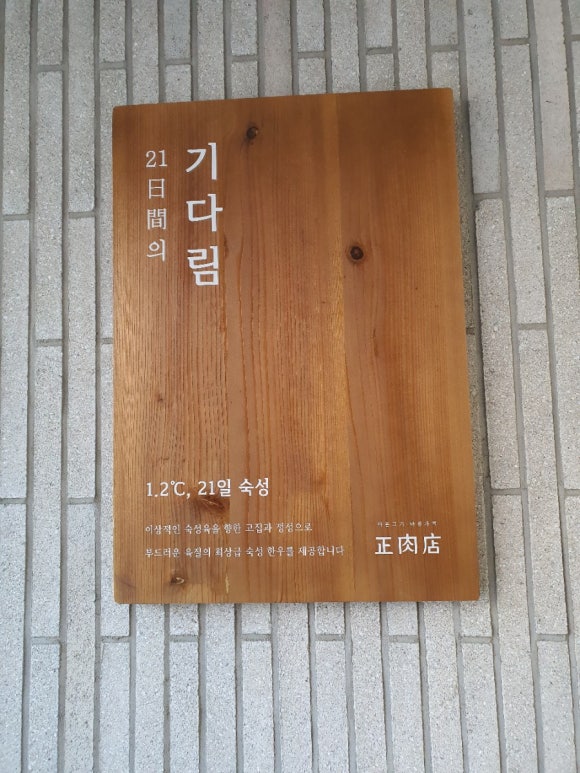 21日間의
기다림
1.2℃, 21일 숙성
이상적인 숙성육을 향한 고집과 정성으로
부드러운 육질의 최상급 숙성 한우를 제공합니다
正肉店